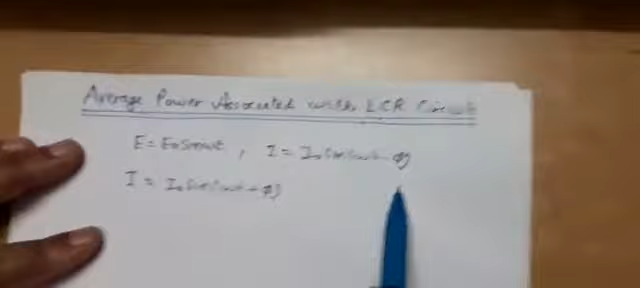 Average Power Associated with LCR Circuit
E = E₀ sinωt , I = I₀ sin(ωt - φ)
I = I₀ sin(ωt - φ)